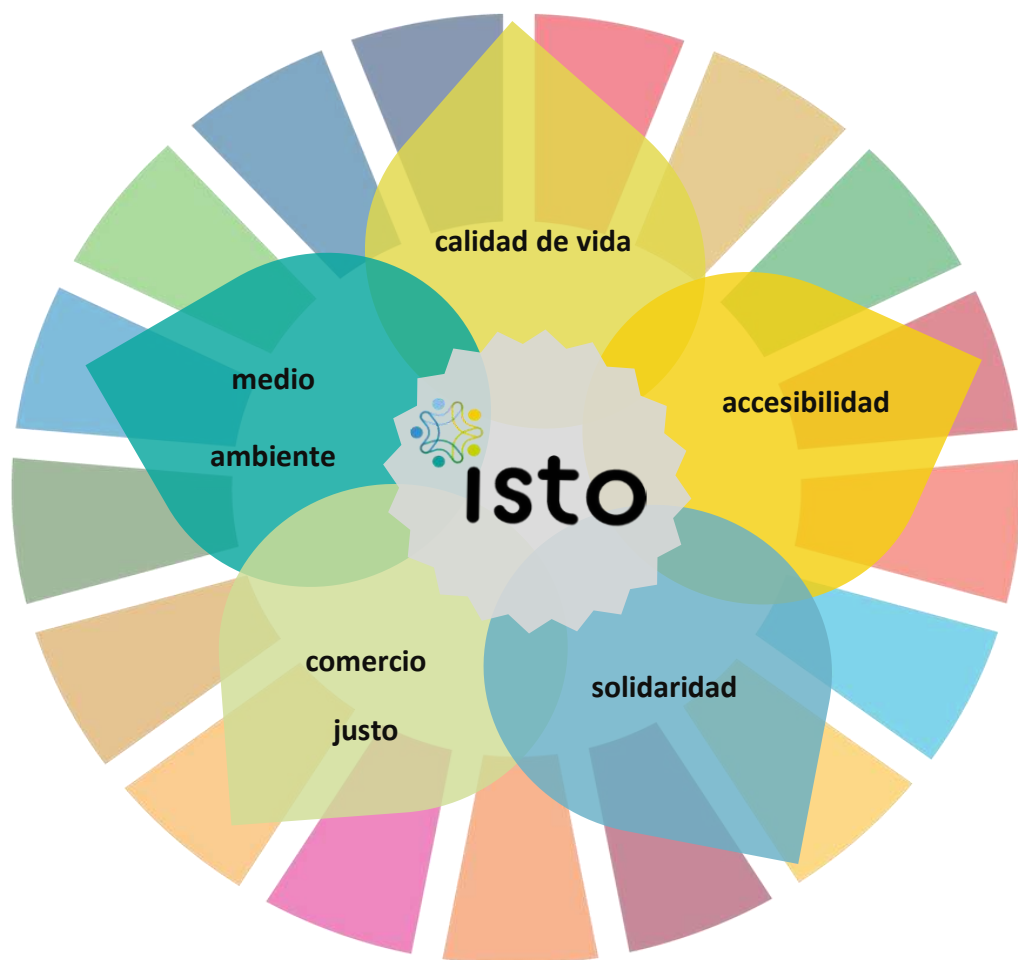 calidad de vida
medio
ambiente
accesibilidad
isto
comercio
justo
solidaridad